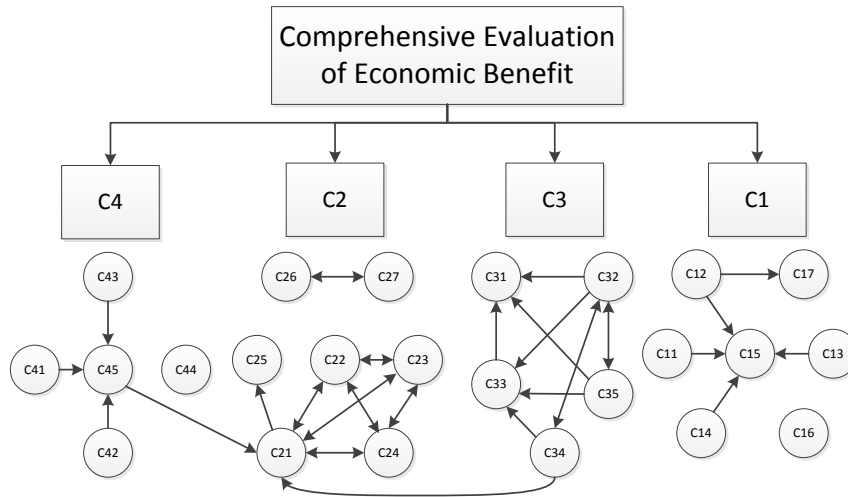 Comprehensive Evaluation
of Economic Benefit
C4
C2
C3
C1
C43
C26
C27
C31
C32
C12
C17
C41
C45
C44
C25
C22
C23
C33
C35
C11
C15
C13
C42
C21
C24
C34
C14
C16